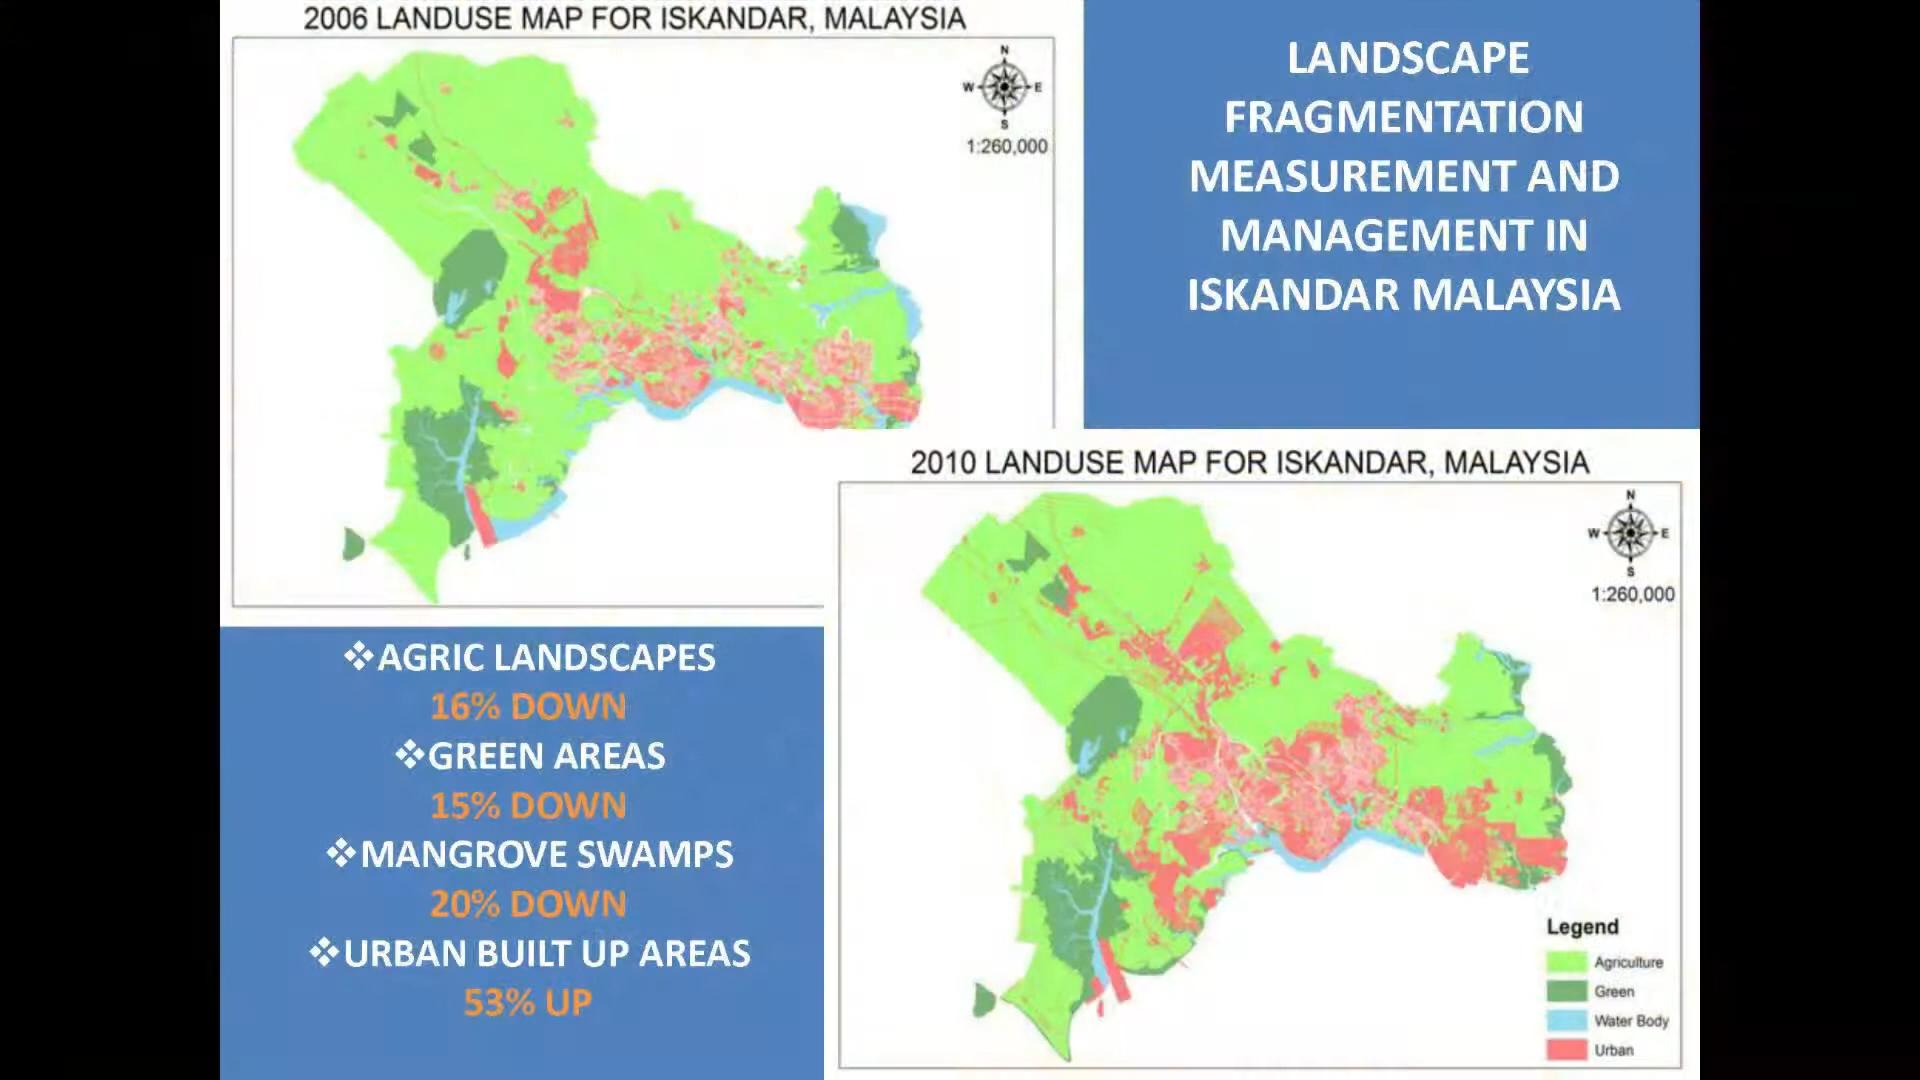 2006 LANDUSE MAP FOR ISKANDAR, MALAYSIA
N
W E
S
1:260,000
LANDSCAPE
FRAGMENTATION
MEASUREMENT AND
MANAGEMENT IN
ISKANDAR MALAYSIA
❖AGRIC LANDSCAPES
16% DOWN
❖GREEN AREAS
15% DOWN
❖MANGROVE SWAMPS
20% DOWN
❖URBAN BUILT UP AREAS
53% UP
2010 LANDUSE MAP FOR ISKANDAR, MALAYSIA
N
W E
S
1:260,000
Legend
Agriculture
Green
Water Body
Urban